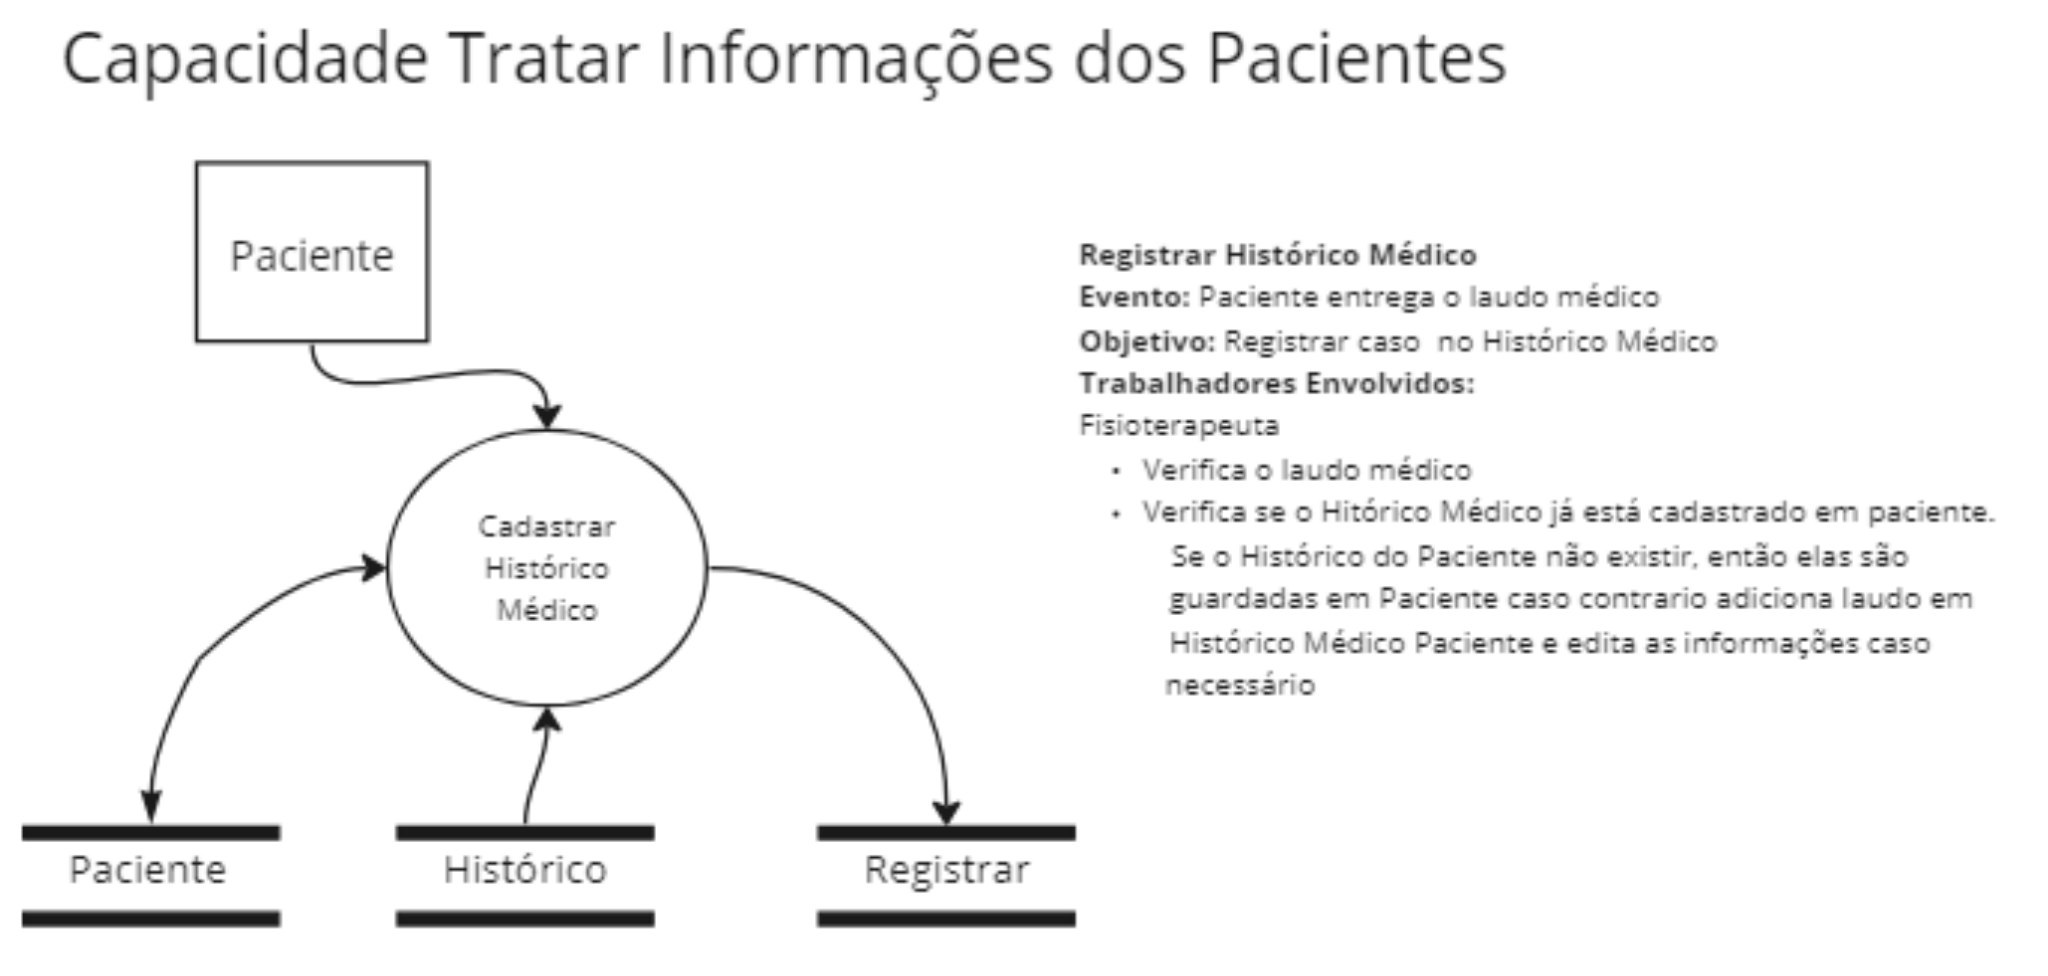 Capacidade Tratar Informações dos Pacientes
Paciente
Cadastrar
Histórico
Médico
Paciente
Histórico
Registrar
Registrar Histórico Médico
Evento: Paciente entrega o laudo médico
Objetivo: Registrar caso  no Histórico Médico
Trabalhadores Envolvidos:
Fisioterapeuta
• Verifica o laudo médico
• Verifica se o Hitórico Médico já está cadastrado em paciente.
Se o Histórico do Paciente não existir, então elas são
guardadas em Paciente caso contrario adiciona laudo em
Histórico Médico Paciente e edita as informações caso
necessário